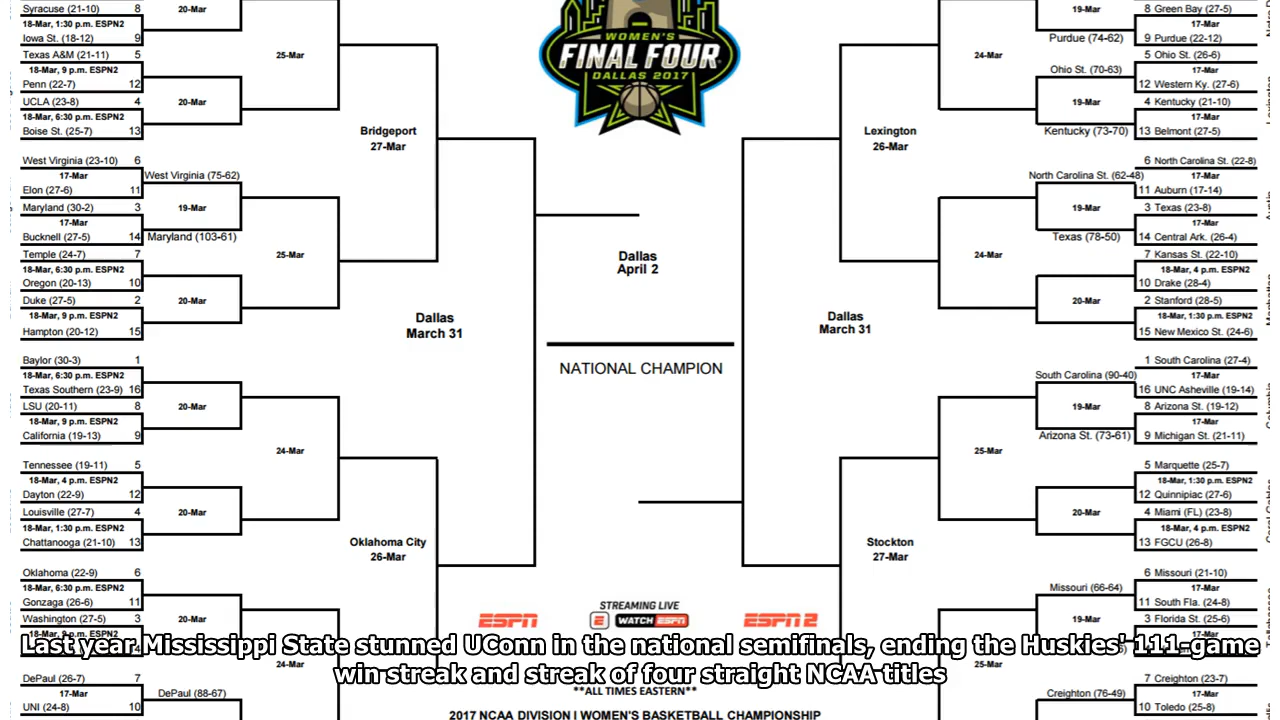 Syracuse (21-10) 8
18-Mar, 1:30 p.m. ESPN2
Iowa St. (18-12) 9
20-Mar
Texas A&M (21-11) 5
18-Mar, 9 p.m. ESPN2
Penn (22-7) 12
UCLA (23-8) 4
18-Mar, 6:30 p.m. ESPN2
Boise St. (25-7) 13
20-Mar
25-Mar
Bridgeport
27-Mar
West Virginia (23-10) 6
17-Mar
Elon (27-6) 11
West Virginia (75-62)
Maryland (30-2) 3
17-Mar
Bucknell (27-5) 14
19-Mar
Maryland (103-61)
Temple (24-7) 7
18-Mar, 6:30 p.m. ESPN2
Oregon (20-13) 10
Duke (27-5) 2
18-Mar, 9 p.m. ESPN2
Hampton (20-12) 15
20-Mar
25-Mar
Dallas
March 31
Baylor (30-3) 1
18-Mar, 6:30 p.m. ESPN2
Texas Southern (23-9) 16
LSU (20-11) 8
18-Mar, 9 p.m. ESPN2
California (19-13) 9
20-Mar
24-Mar
Tennessee (19-11) 5
18-Mar, 4 p.m. ESPN2
Dayton (22-9) 12
Louisville (27-7) 4
18-Mar, 1:30 p.m. ESPN2
Chattanooga (21-10) 13
20-Mar
Oklahoma City
26-Mar
Oklahoma (22-9) 6
18-Mar, 6:30 p.m. ESPN2
Gonzaga (26-6) 11
Washington (27-5) 3
18-Mar, 9 p.m. ESPN2
20-Mar
DePaul (26-7) 7
17-Mar
UNI (24-8) 10
DePaul (88-67)
WOMEN'S
FINAL FOUR
DALLAS 2017
Dallas
April 2
NATIONAL CHAMPION
ESPN
STREAMING LIVE
E WATCH ESPN
ESPN 2
Last year Mississippi State stunned UConn in the national semifinals, ending the Huskies' 111-game
win streak and streak of four straight NCAA titles
**ALL TIMES EASTERN**
2017 NCAA DIVISION I WOMEN'S BASKETBALL CHAMPIONSHIP
Lexington
26-Mar
24-Mar
19-Mar
Purdue (74-62)
8 Green Bay (27-5)
17-Mar
9 Purdue (22-12)
Ohio St. (70-63)
19-Mar
Kentucky (73-70)
5 Ohio St. (26-6)
17-Mar
12 Western Ky. (27-6)
4 Kentucky (21-10)
17-Mar
13 Belmont (27-5)
North Carolina St. (62-48)
19-Mar
Texas (78-50)
6 North Carolina St. (22-8)
17-Mar
11 Auburn (17-14)
3 Texas (23-8)
17-Mar
14 Central Ark. (26-4)
24-Mar
20-Mar
7 Kansas St. (22-10)
18-Mar, 4 p.m. ESPN2
10 Drake (28-4)
2 Stanford (28-5)
18-Mar, 1:30 p.m. ESPN2
15 New Mexico St. (24-6)
Dallas
March 31
South Carolina (90-40)
19-Mar
Arizona St. (73-61)
1 South Carolina (27-4)
17-Mar
16 UNC Asheville (19-14)
8 Arizona St. (19-12)
17-Mar
9 Michigan St. (21-11)
25-Mar
20-Mar
5 Marquette (25-7)
18-Mar, 1:30 p.m. ESPN2
12 Quinnipiac (27-6)
4 Miami (FL) (23-8)
18-Mar, 4 p.m. ESPN2
13 FGCU (26-8)
Stockton
27-Mar
Missouri (66-64)
6 Missouri (21-10)
17-Mar
11 South Fla. (24-8)
19-Mar
3 Florida St. (25-6)
17-Mar
25-Mar
Creighton (76-49)
7 Creighton (23-7)
17-Mar
10 Toledo (25-8)